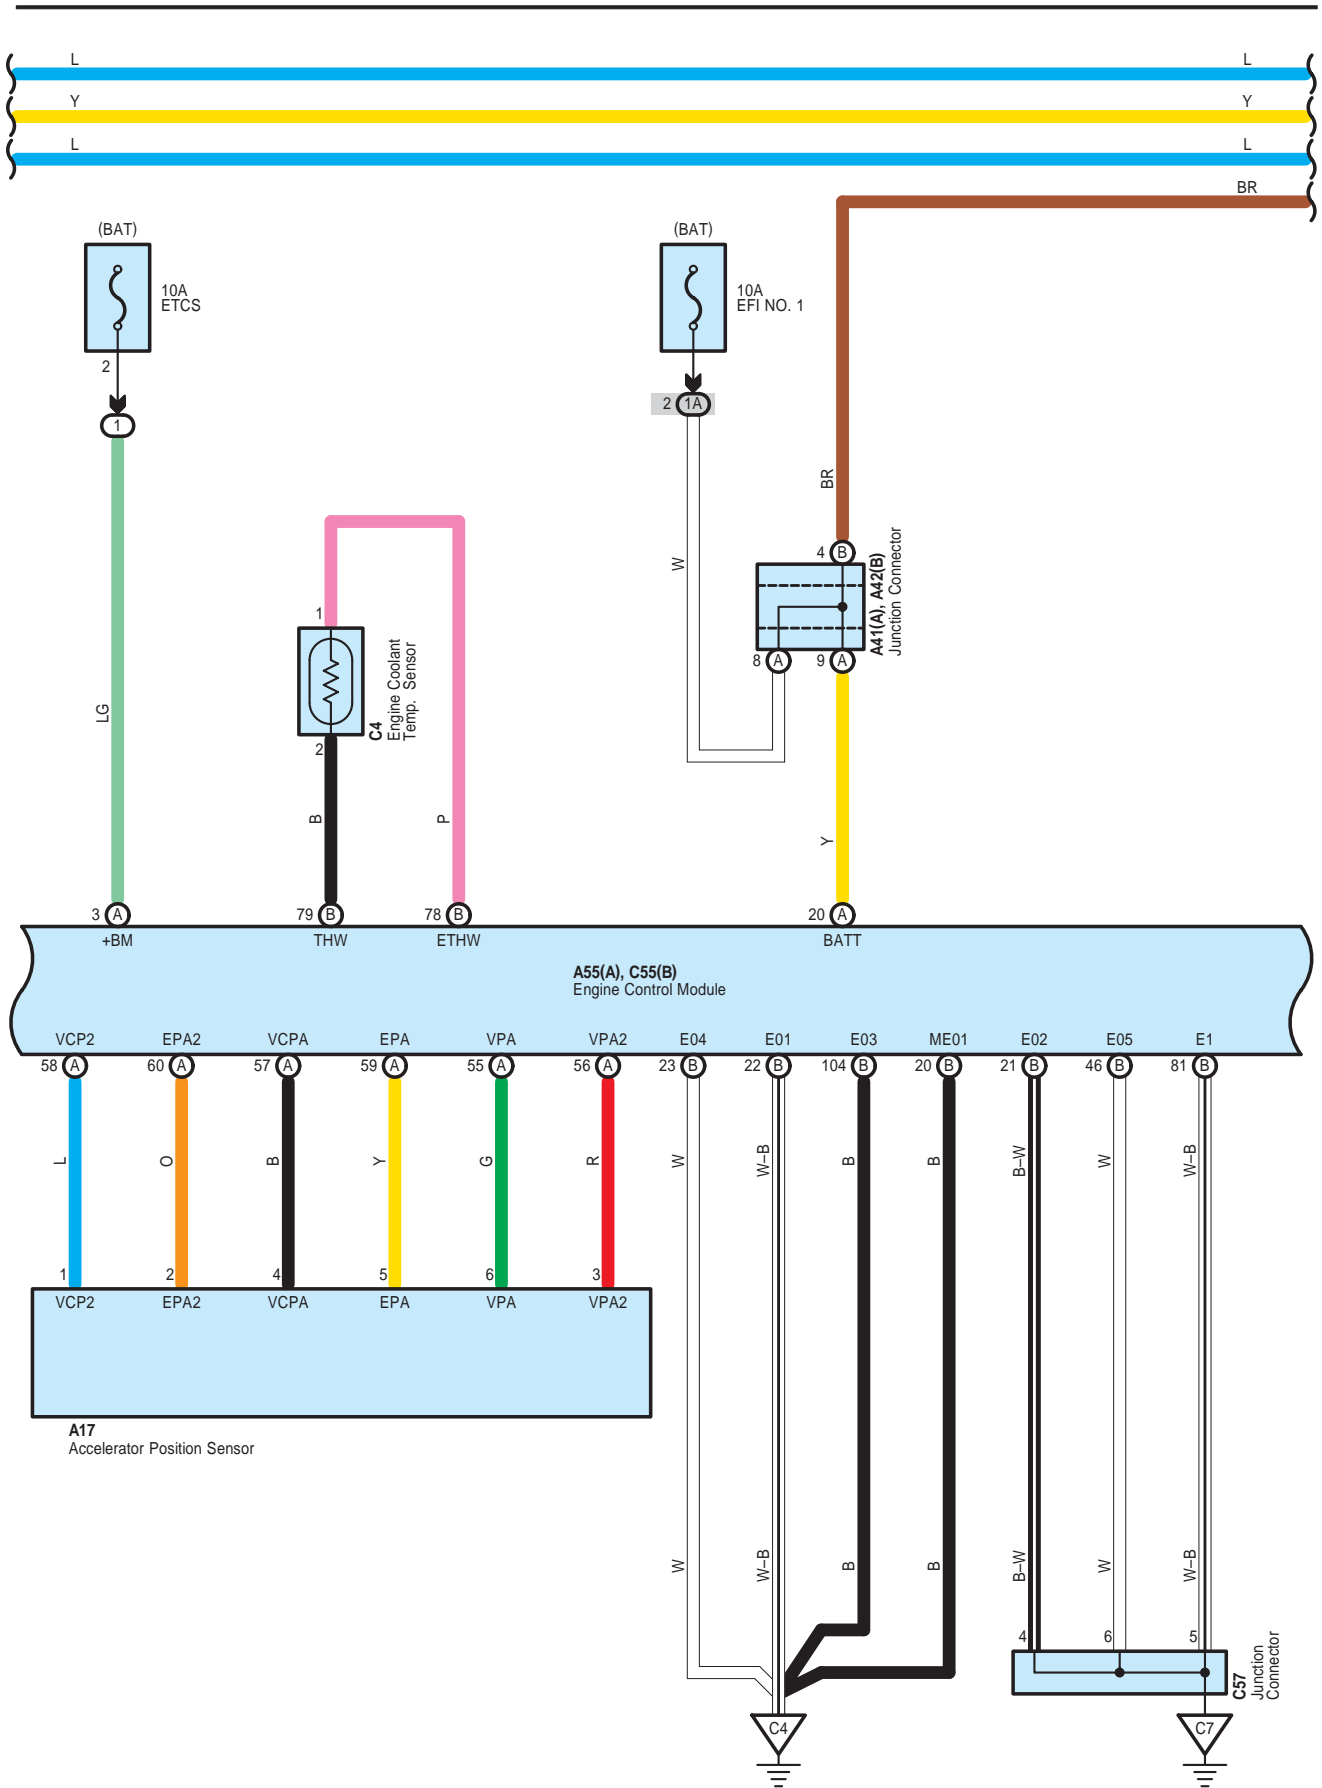 L L
Y Y
L L
BR
(BAT) (BAT)
10A
ETCS
10A
EFI NO. 1
2
1
2 1A
BR
4 B
A41(A), A42(B)
Junction Connector
W
1
C4
Engine Coolant
Temp. Sensor
2
8 A 9 A
LG
B
P
Y
3 A 79 B 78 B 20 A
+BM THW ETHW BATT
A55(A), C55(B)
Engine Control Module
VCP2 EPA2 VCPA EPA VPA VPA2 E04 E01 E03 ME01 E02 E05 E1
58 A 60 A 57 A 59 A 55 A 56 A 23 B 22 B 104 B 20 B 21 B 46 B 81 B
L O B Y G R W W–B B B B–W W W–B
1 2 4 5 6 3
VCP2 EPA2 VCPA EPA VPA VPA2
A17
Accelerator Position Sensor
W W–B B B B–W W W–B
4 6 5
C57
Junction
Connector
C4 C7